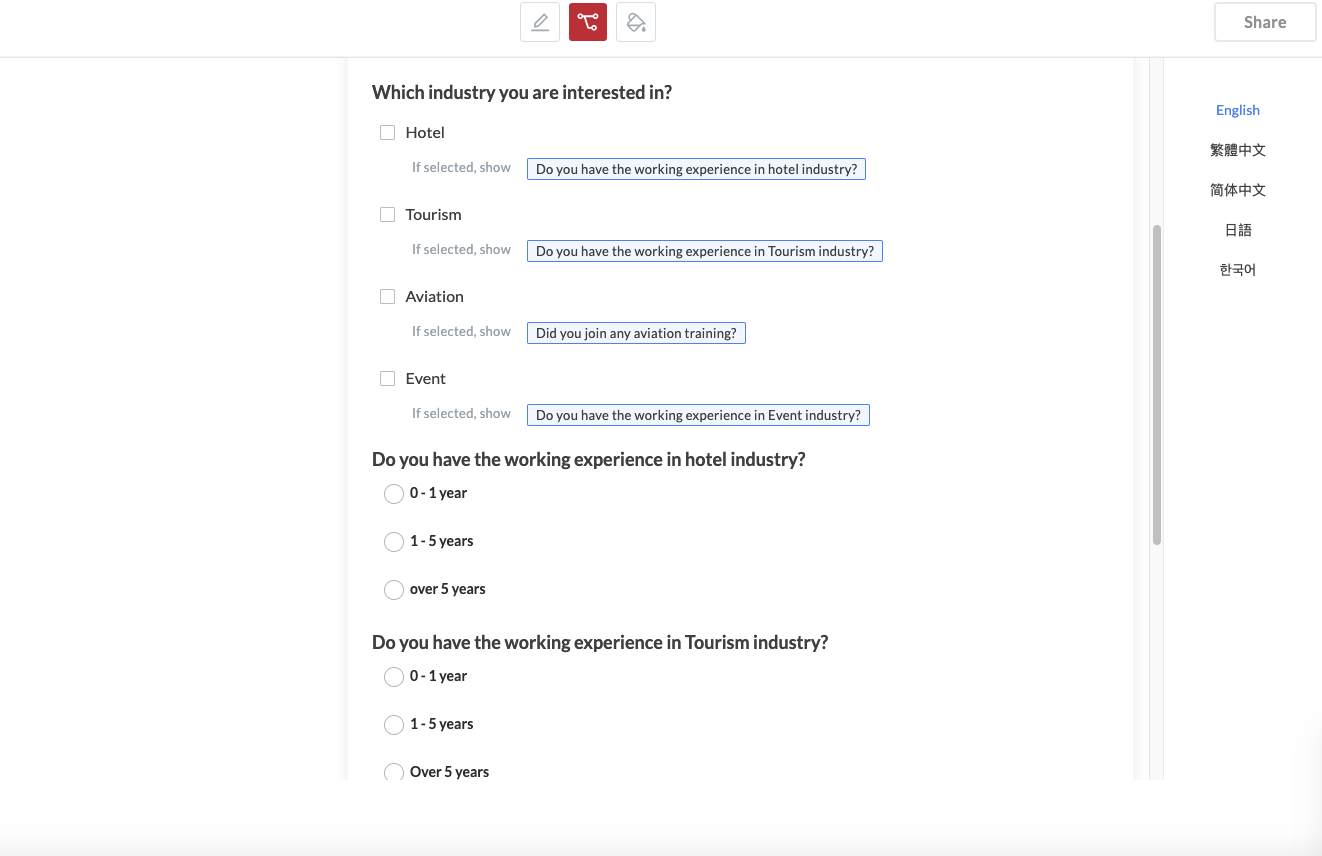 Share
Which industry you are interested in?
Hotel
If selected, show Do you have the working experience in hotel industry?
Tourism
If selected, show Do you have the working experience in Tourism industry?
Aviation
If selected, show Did you join any aviation training?
Event
If selected, show Do you have the working experience in Event industry?
Do you have the working experience in hotel industry?
0 - 1 year
1 - 5 years
over 5 years
Do you have the working experience in Tourism industry?
0 - 1 year
1 - 5 years
Over 5 years
English
繁體中文
简体中文
日語
한국어